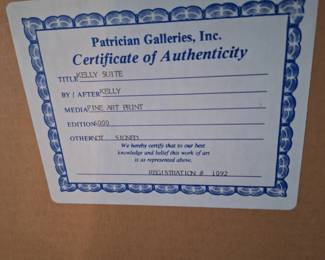 Patrician Galleries, Inc.
Certificate of Authenticity
TITLE KELLY SUITE
BY / AFTER KELLY
MEDIA FINE ART PRINT
EDITION 5000
OTHER NOT SIGNED
We hereby certify that to our best
knowledge and belief this work of art
is as represented above.
REGISTRATION # 1092